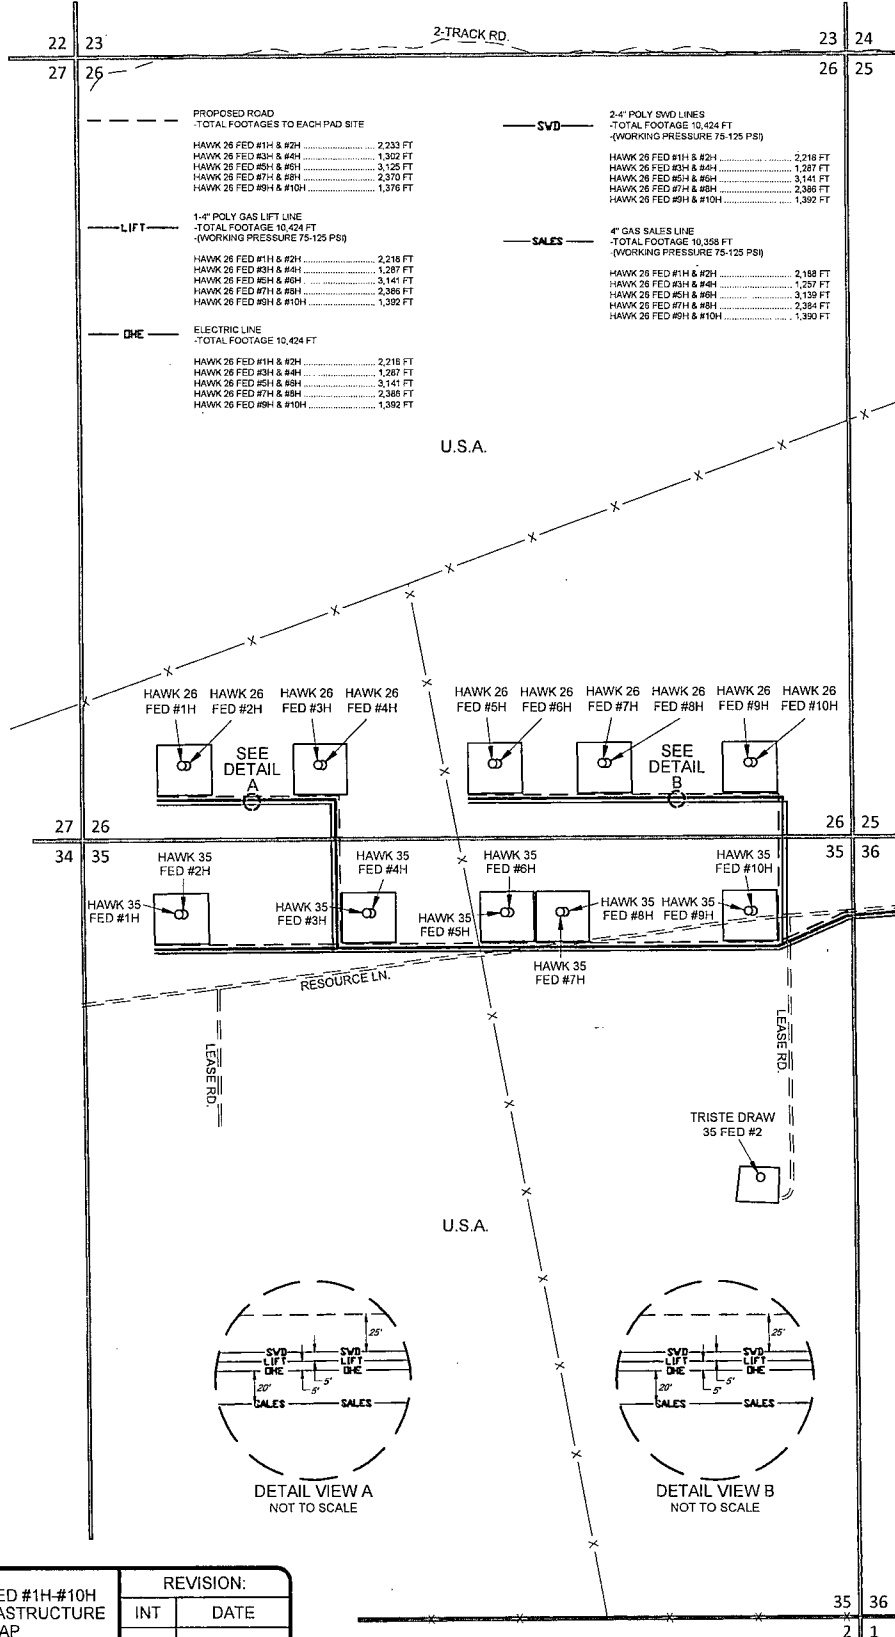 2-TRACK RD.
22 23
27 26
23 24
26 25
PROPOSED ROAD
-TOTAL FOOTAGES TO EACH PAD SITE
HAWK 26 FED #1H & #2H ........................ 2,233 FT
HAWK 26 FED #3H & #4H ........................ 1,302 FT
HAWK 26 FED #5H & #6H ........................ 3,125 FT
HAWK 26 FED #7H & #8H ........................ 2,370 FT
HAWK 26 FED #9H & #10H ...................... 1,376 FT
LIFT
1-4" POLY GAS LIFT LINE
-TOTAL FOOTAGE 10,424 FT
-(WORKING PRESSURE 75-125 PSI)
HAWK 26 FED #1H & #2H ........................ 2,218 FT
HAWK 26 FED #3H & #4H ........................ 1,287 FT
HAWK 26 FED #5H & #6H ........................ 3,141 FT
HAWK 26 FED #7H & #8H ........................ 2,386 FT
HAWK 26 FED #9H & #10H ...................... 1,392 FT
OHE
ELECTRIC LINE
-TOTAL FOOTAGE 10,424 FT
HAWK 26 FED #1H & #2H ........................ 2,218 FT
HAWK 26 FED #3H & #4H ........................ 1,287 FT
HAWK 26 FED #5H & #6H ........................ 3,141 FT
HAWK 26 FED #7H & #8H ........................ 2,386 FT
HAWK 26 FED #9H & #10H ...................... 1,392 FT
SWD
2-4" POLY SWD LINES
-TOTAL FOOTAGE 10,424 FT
-(WORKING PRESSURE 75-125 PSI)
HAWK 26 FED #1H & #2H ........................ 2,218 FT
HAWK 26 FED #3H & #4H ........................ 1,287 FT
HAWK 26 FED #5H & #6H ........................ 3,141 FT
HAWK 26 FED #7H & #8H ........................ 2,386 FT
HAWK 26 FED #9H & #10H ...................... 1,392 FT
SALES
4" GAS SALES LINE
-TOTAL FOOTAGE 10,358 FT
-(WORKING PRESSURE 75-125 PSI)
HAWK 26 FED #1H & #2H ........................ 2,188 FT
HAWK 26 FED #3H & #4H ........................ 1,257 FT
HAWK 26 FED #5H & #6H ........................ 3,139 FT
HAWK 26 FED #7H & #8H ........................ 2,384 FT
HAWK 26 FED #9H & #10H ...................... 1,390 FT
U.S.A.
HAWK 26
FED #1H
HAWK 26
FED #2H
HAWK 26
FED #3H
HAWK 26
FED #4H
HAWK 26
FED #5H
HAWK 26
FED #6H
HAWK 26
FED #7H
HAWK 26
FED #8H
HAWK 26
FED #9H
HAWK 26
FED #10H
SEE
DETAIL
A
SEE
DETAIL
B
27 26
34 35
26 25
35 36
HAWK 35
FED #2H
HAWK 35
FED #4H
HAWK 35
FED #6H
HAWK 35
FED #10H
HAWK 35
FED #1H
HAWK 35
FED #3H
HAWK 35
FED #5H
HAWK 35
FED #8H
HAWK 35
FED #9H
HAWK 35
FED #7H
RESOURCE LN.
LEASE RD.
LEASE RD.
TRISTE DRAW
35 FED #2
U.S.A.
25'
SWD SWD
LIFT LIFT
OHE OHE
5'
5'
20'
SALES SALES
DETAIL VIEW A
NOT TO SCALE
25'
SWD SWD
LIFT LIFT
OHE OHE
5'
5'
20'
SALES SALES
DETAIL VIEW B
NOT TO SCALE
ED #1H-#10H
ASTRUCTURE
AP
REVISION:
INT DATE
35 36
2 1